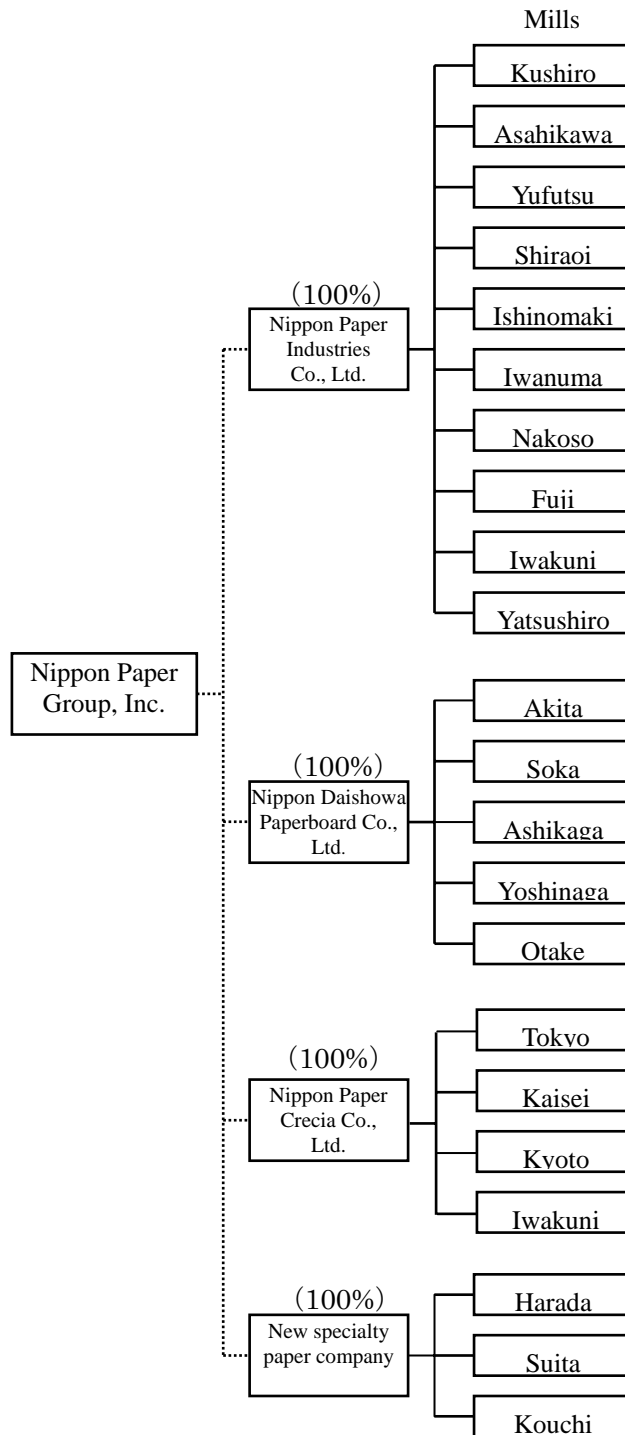 Mills
Kushiro
Asahikawa
Yufutsu
Shiraoi
(100%)
Nippon Paper
Industries
Co., Ltd.
Ishinomaki
Iwanuma
Nakoso
Fuji
Iwakuni
Yatsushiro
Nippon Paper
Group, Inc.
Akita
(100%)
Nippon Daishowa
Paperboard Co.,
Ltd.
Soka
Ashikaga
Yoshinaga
Otake
Tokyo
(100%)
Nippon Paper
Crecia Co.,
Ltd.
Kaisei
Kyoto
Iwakuni
(100%)
New specialty
paper company
Harada
Suita
Kouchi